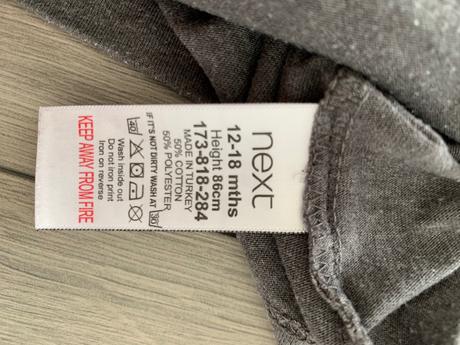 next
12-18 mths
Height 86cm
173-818-284
MADE IN TURKEY
50% COTTON
50% POLYESTER
IF IT'S NOT DIRTY WASH AT 30
40
Wash inside out
Do not iron print
Iron on reverse
KEEP AWAY FROM FIRE